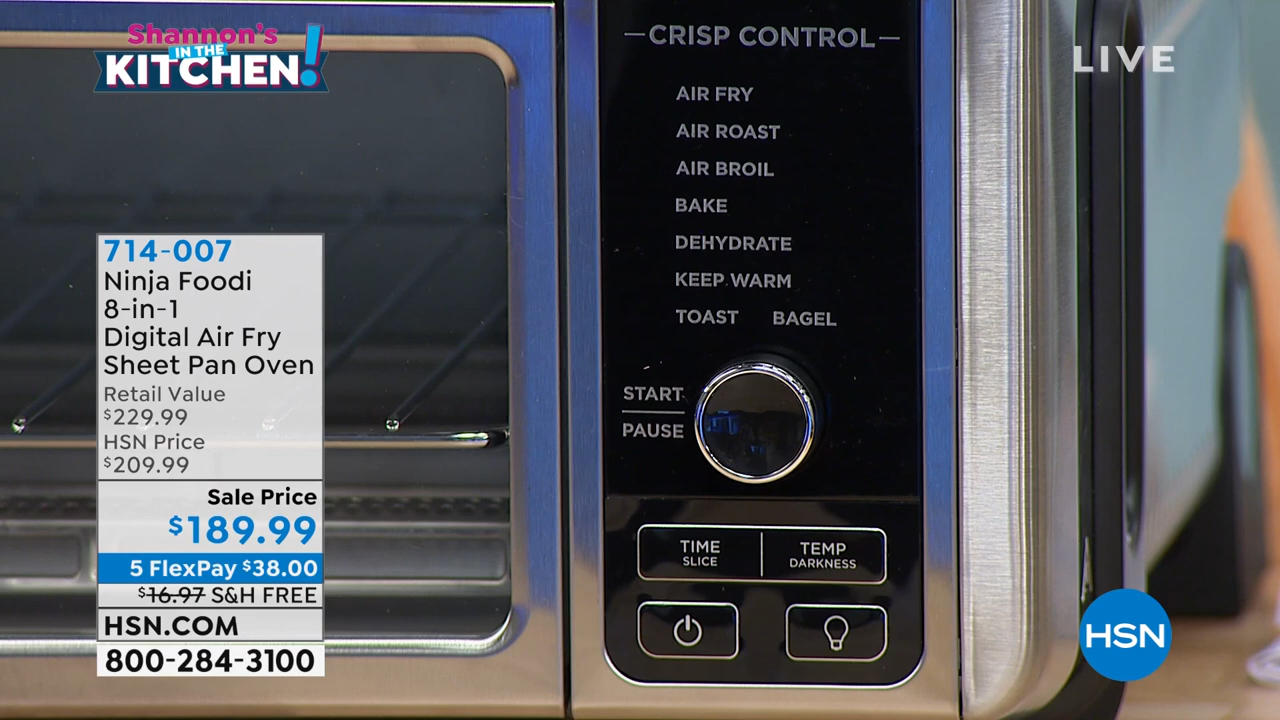 Shannon's
IN THE
KITCHEN!
LIVE
CRISP CONTROL
AIR FRY
AIR ROAST
AIR BROIL
BAKE
DEHYDRATE
KEEP WARM
TOAST BAGEL
START
PAUSE
TIME TEMP
SLICE DARKNESS
714-007
Ninja Foodi
8-in-1
Digital Air Fry
Sheet Pan Oven
Retail Value
$229.99
HSN Price
$209.99
Sale Price
$189.99
5 FlexPay $38.00
$16.97 S&H FREE
HSN.COM
800-284-3100
HSN